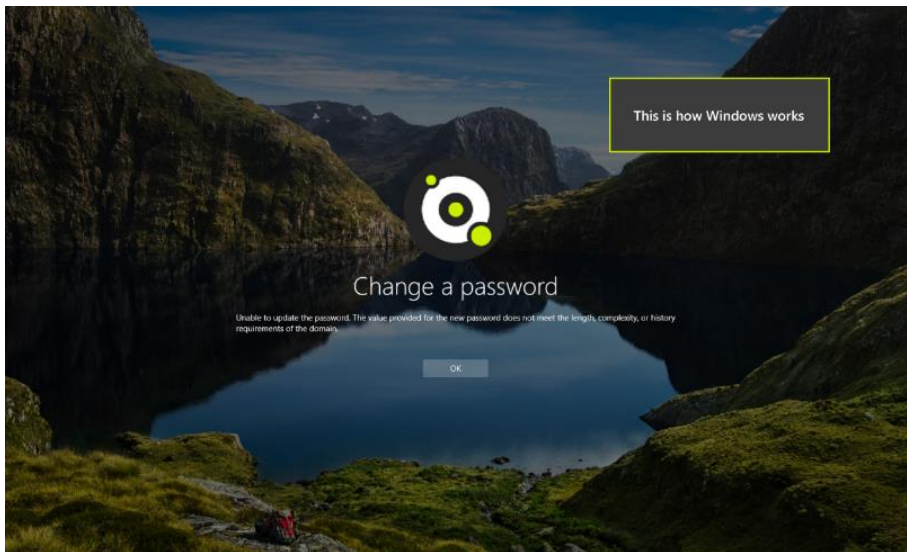 This is how Windows works
Change a password
Unable to update the password. The value provided for the new password does not meet the length, complexity, or history
requirements of the domain.
OK